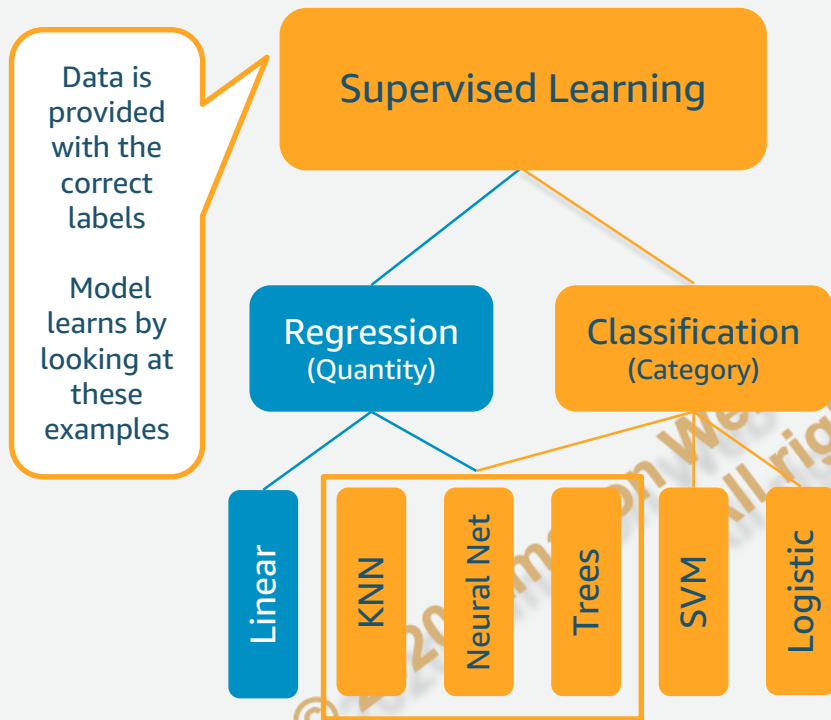 Supervised Learning
Data is
provided
with the
correct
labels
Model
learns by
looking at
these
examples
Regression
(Quantity)
Classification
(Category)
Linear
KNN
Neural Net
Trees
SVM
Logistic